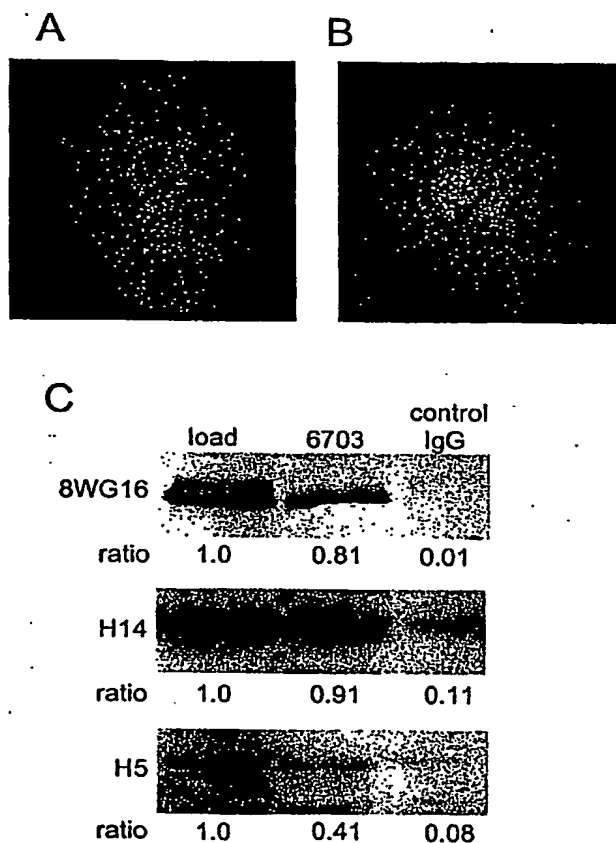 A
B
C
load 6703 control IgG
8WG16
ratio 1.0 0.81 0.01
H14
ratio 1.0 0.91 0.11
H5
ratio 1.0 0.41 0.08